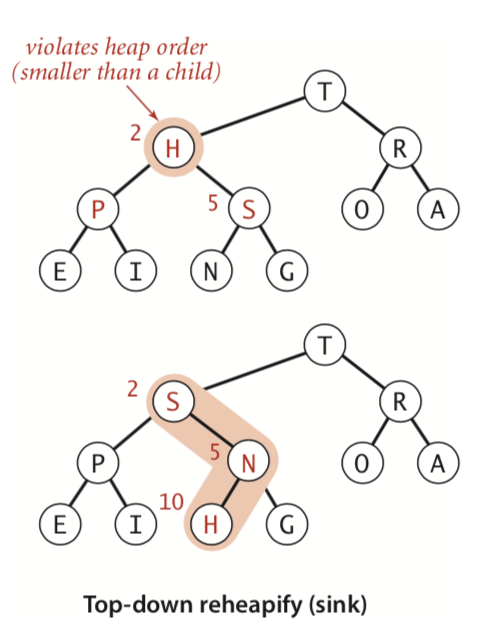 violates heap order
(smaller than a child)
T
2 H R
P 5 S O A
E I N G
T
2 S R
P 5 N O A
E I 10 H G
Top-down reheapify (sink)